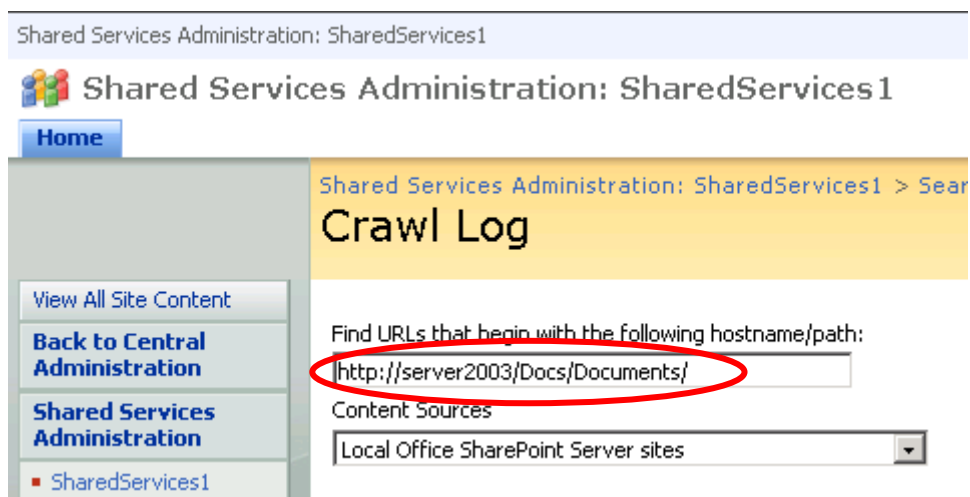 Shared Services Administration: SharedServices1
Shared Services Administration: SharedServices1
Home
Shared Services Administration: SharedServices1 > Sear
Crawl Log
View All Site Content
Back to Central
Administration
Shared Services
Administration
SharedServices1
Find URLs that begin with the following hostname/path:
http://server2003/Docs/Documents/
Content Sources
Local Office SharePoint Server sites